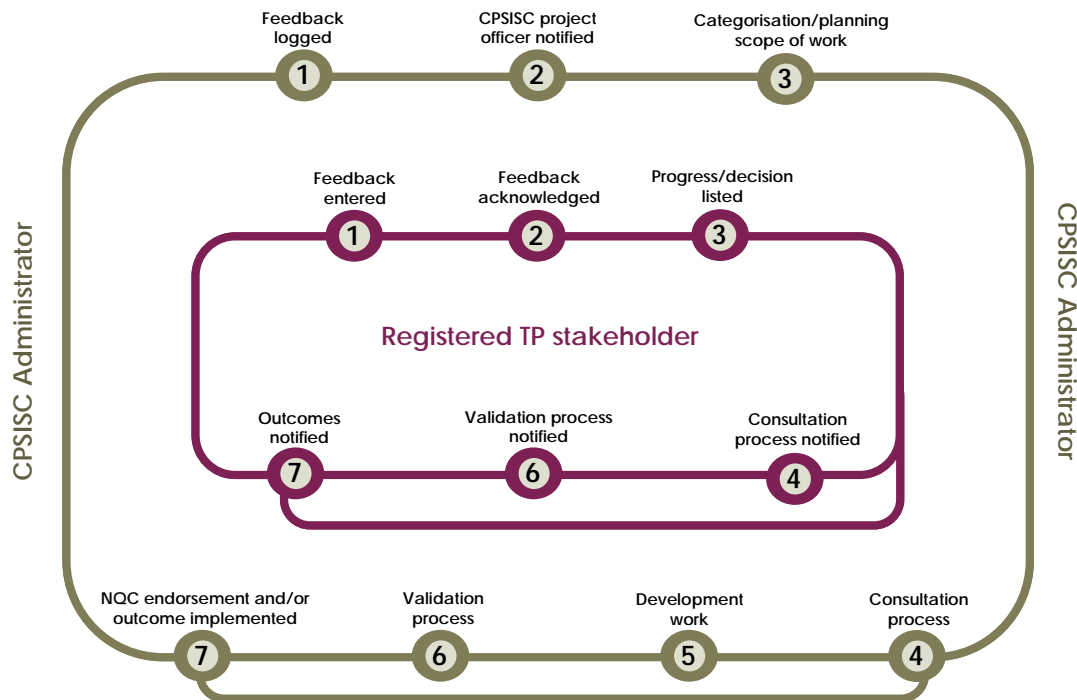 Feedback
logged
1
CPSISC project
officer notified
2
Categorisation/planning
scope of work
3
CPSISC Administrator
CPSISC Administrator
Feedback
entered
1
Feedback
acknowledged
2
Progress/decision
listed
3
Registered TP stakeholder
Outcomes
notified
7
Validation process
notified
6
Consultation
process notified
4
NQC endorsement and/or
outcome implemented
7
Validation
process
6
Development
work
5
Consultation
process
4